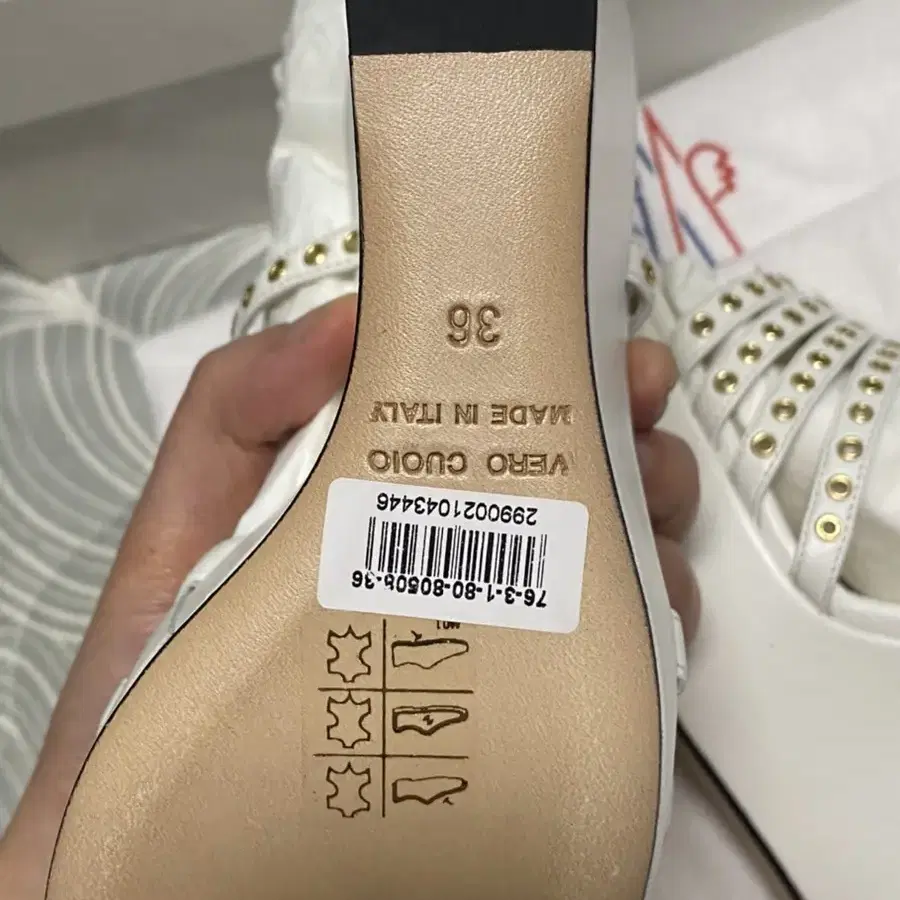 76-3-1-80-80508-36
2990021043446
VERO CUOIO
MADE IN ITALY
36